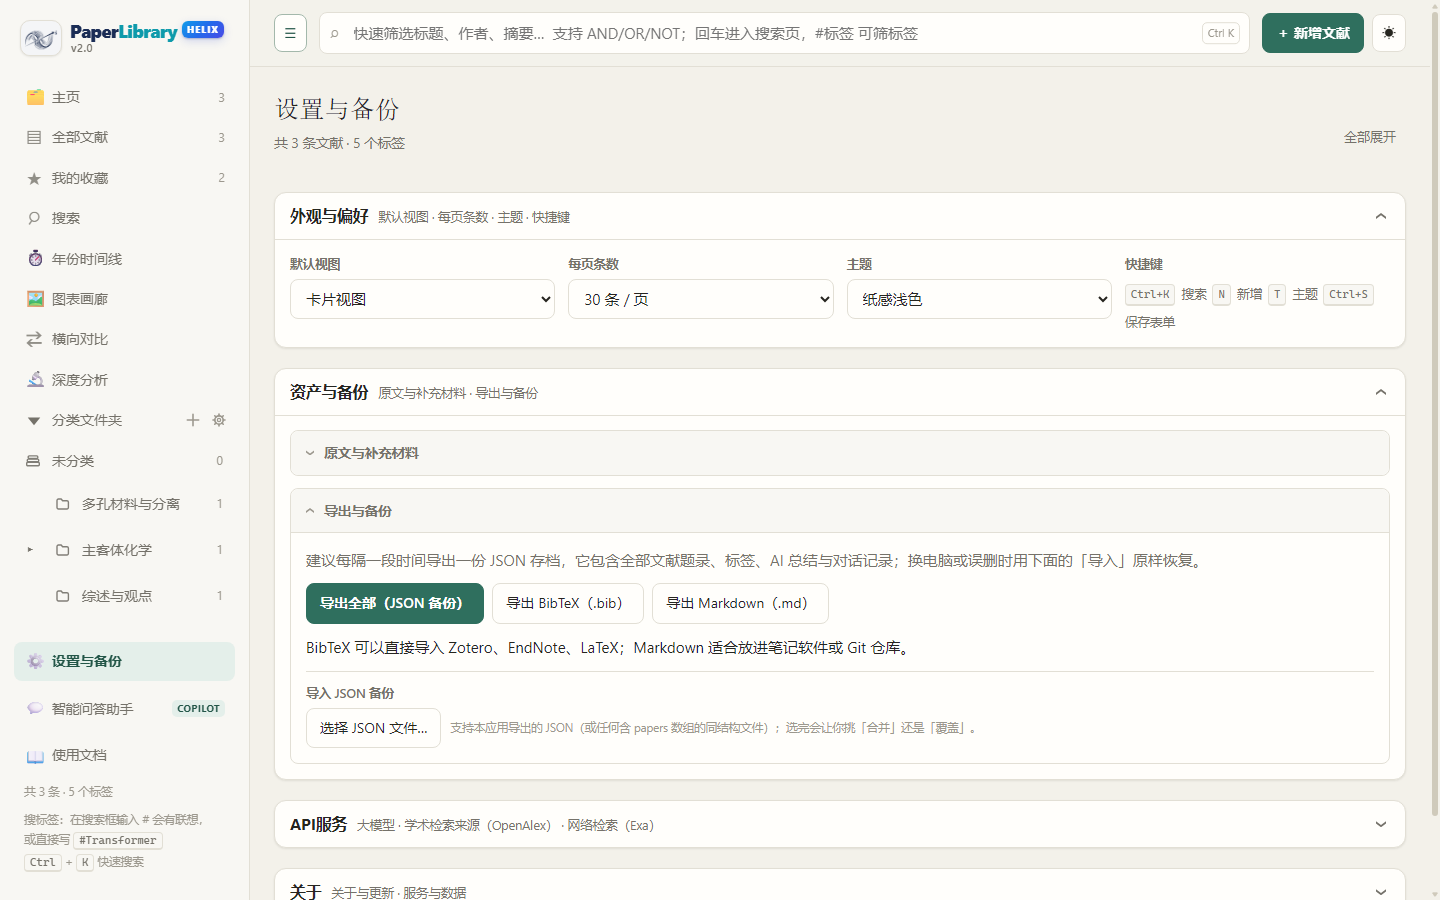 PaperLibrary HELIX
v2.0
主页 3
全部文献 3
我的收藏 2
搜索
年份时间线
图表画廊
横向对比
深度分析
分类文件夹
未分类 0
多孔材料与分离 1
主客体化学 1
综述与观点 1
设置与备份
智能问答助手 COPILOT
使用文档
共 3 条 · 5 个标签
搜标签：在搜索框输入 # 会有联想，
或直接写 #Transformer
Ctrl + K 快速搜索
快速筛选标题、作者、摘要… 支持 AND/OR/NOT；回车进入搜索页，#标签 可筛标签 Ctrl K
+ 新增文献
设置与备份
共 3 条文献 · 5 个标签
全部展开
外观与偏好 默认视图 · 每页条数 · 主题 · 快捷键
默认视图 每页条数 主题 快捷键
卡片视图 30 条 / 页 纸感浅色
Ctrl+K 搜索 N 新增 T 主题 Ctrl+S
保存表单
资产与备份 原文与补充材料 · 导出与备份
原文与补充材料
导出与备份
建议每隔一段时间导出一份 JSON 存档，它包含全部文献题录、标签、AI 总结与对话记录；换电脑或误删时用下面的「导入」原样恢复。
导出全部（JSON 备份） 导出 BibTeX（.bib） 导出 Markdown（.md）
BibTeX 可以直接导入 Zotero、EndNote、LaTeX；Markdown 适合放进笔记软件或 Git 仓库。
导入 JSON 备份
选择 JSON 文件… 支持本应用导出的 JSON（或任何含 papers 数组的同结构文件）；选完会让你挑「合并」还是「覆盖」。
API服务 大模型 · 学术检索来源（OpenAlex） · 网络检索（Exa）
关于 关于与更新 · 服务与数据